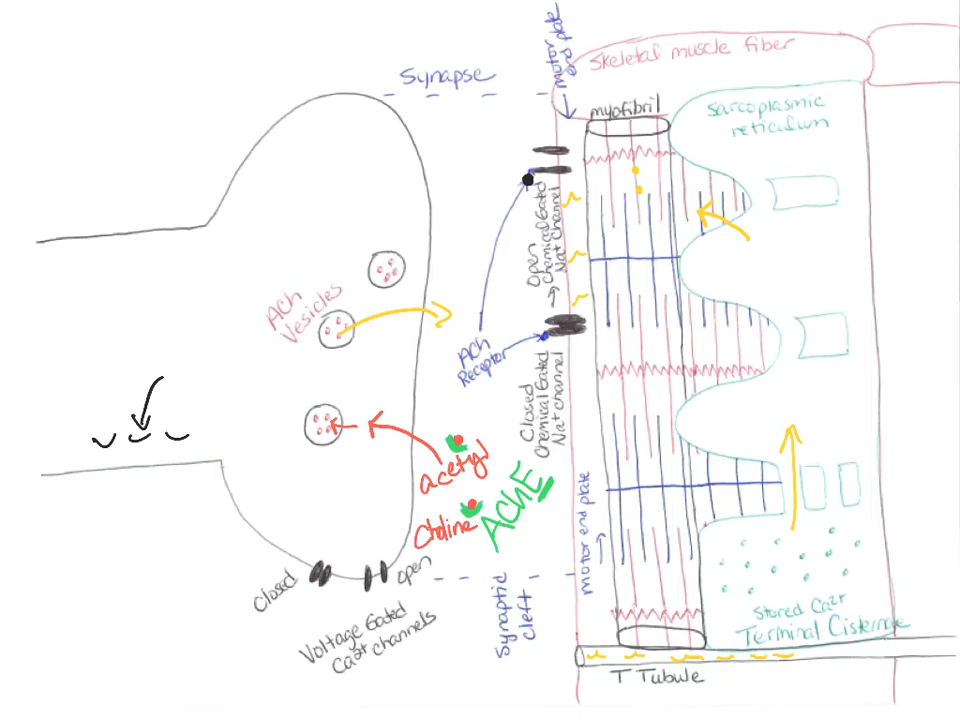 Synapse
motor
end plate
Skeletal muscle fiber
myofibril
Sarcoplasmic
reticulum
ACh
Vesicles
Open
Chemical Gated
Na+ Channel
ACh
Receptor
Closed
Chemical Gated
Na+ channel
acetyl
Choline
AChE
motor end plate
Closed
open
Voltage Gated
Ca2+ channels
Synaptic
cleft
Stored Ca2+
Terminal Cisternae
T Tubule